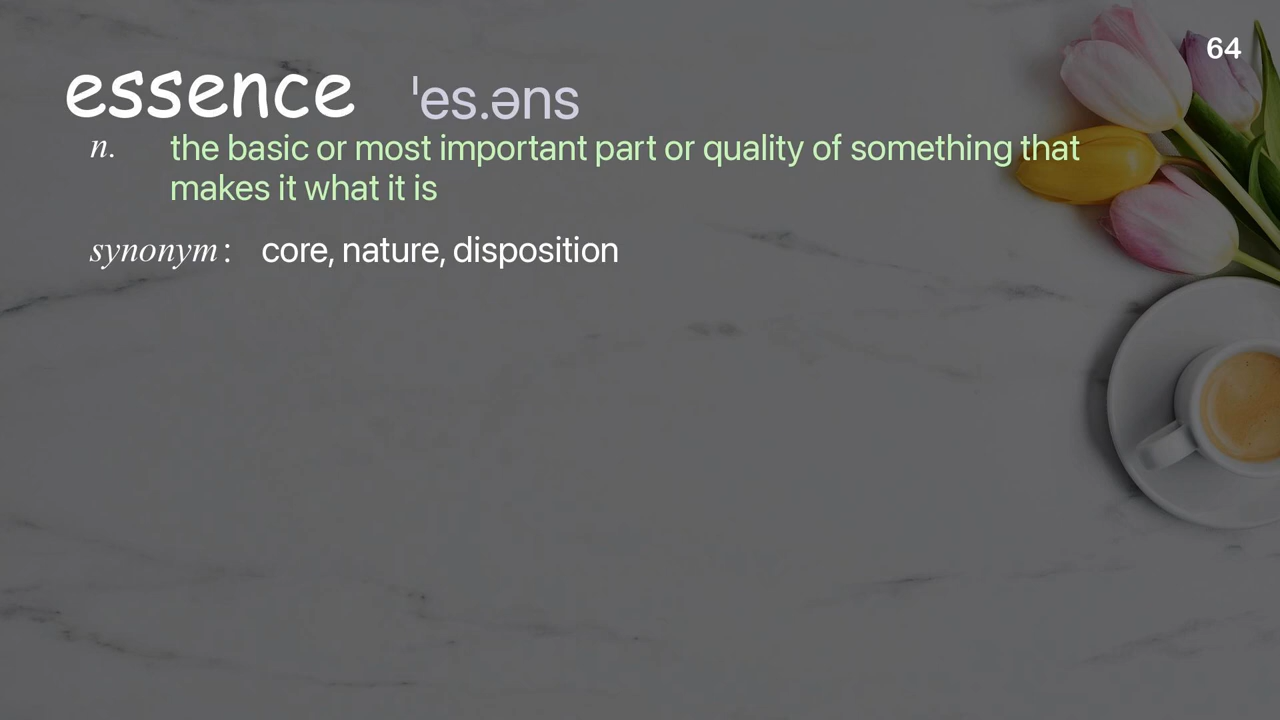 64
essence ˈes.əns
n. the basic or most important part or quality of something that
makes it what it is
synonym : core, nature, disposition